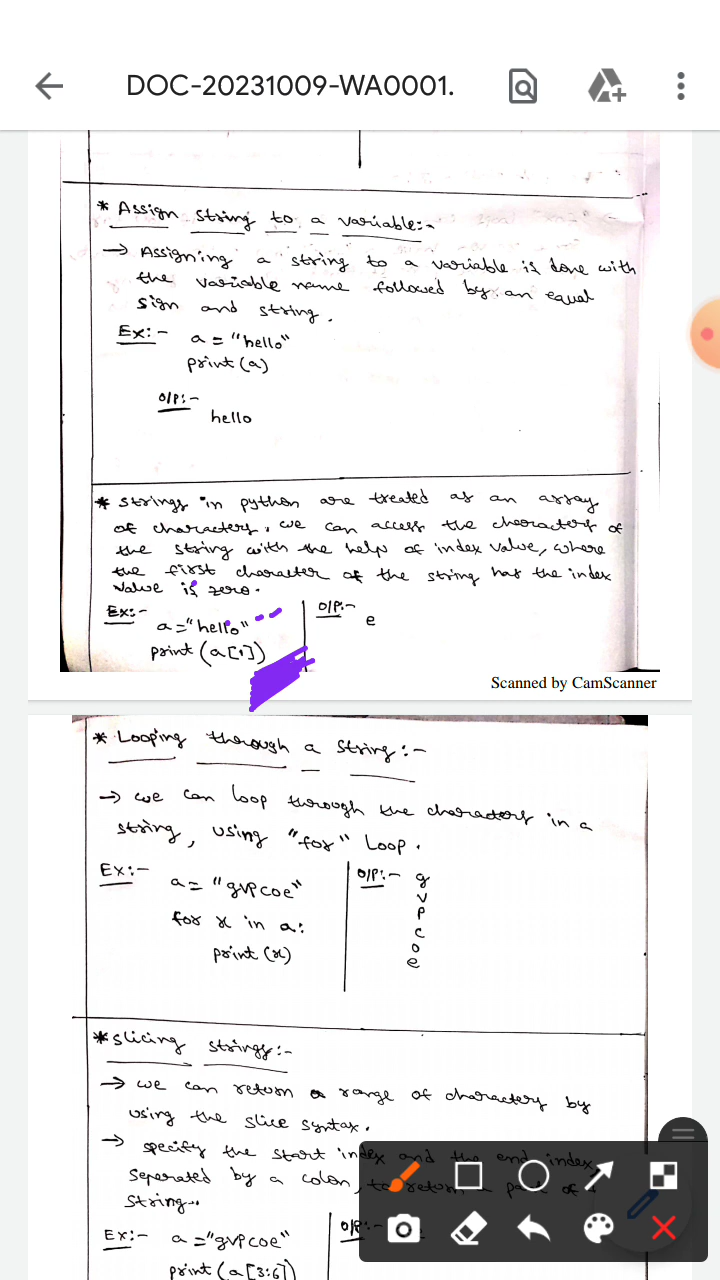 DOC-20231009-WA0001.
* Assign string to a variable:-
→ Assigning a string to a variable is done with
the variable name followed by an equal
sign and string.
Ex:- a = "hello"
print(a)
O/P:-
hello
* strings in python are treated as an array
of characters. we can access the characters of
the string with the help of index value, where
the first character of the string has the index
value is zero.
Ex:- a="hello"
print (a[1])
O/P:- e
Scanned by CamScanner
* Looping through a string:-
→ we can loop through the characters in a
string, using "for" loop.
Ex:- a = "gvpcoe"
for x in a:
print(x)
O/P:- g
v
p
c
o
e
* slicing strings:-
→ we can return a range of characters by
using the slice syntax.
→ specify the start index and the end index,
seperated by a colon, to return a part of a
string.
Ex:- a ="gvpcoe"
print(a[3:6])
O/P:-